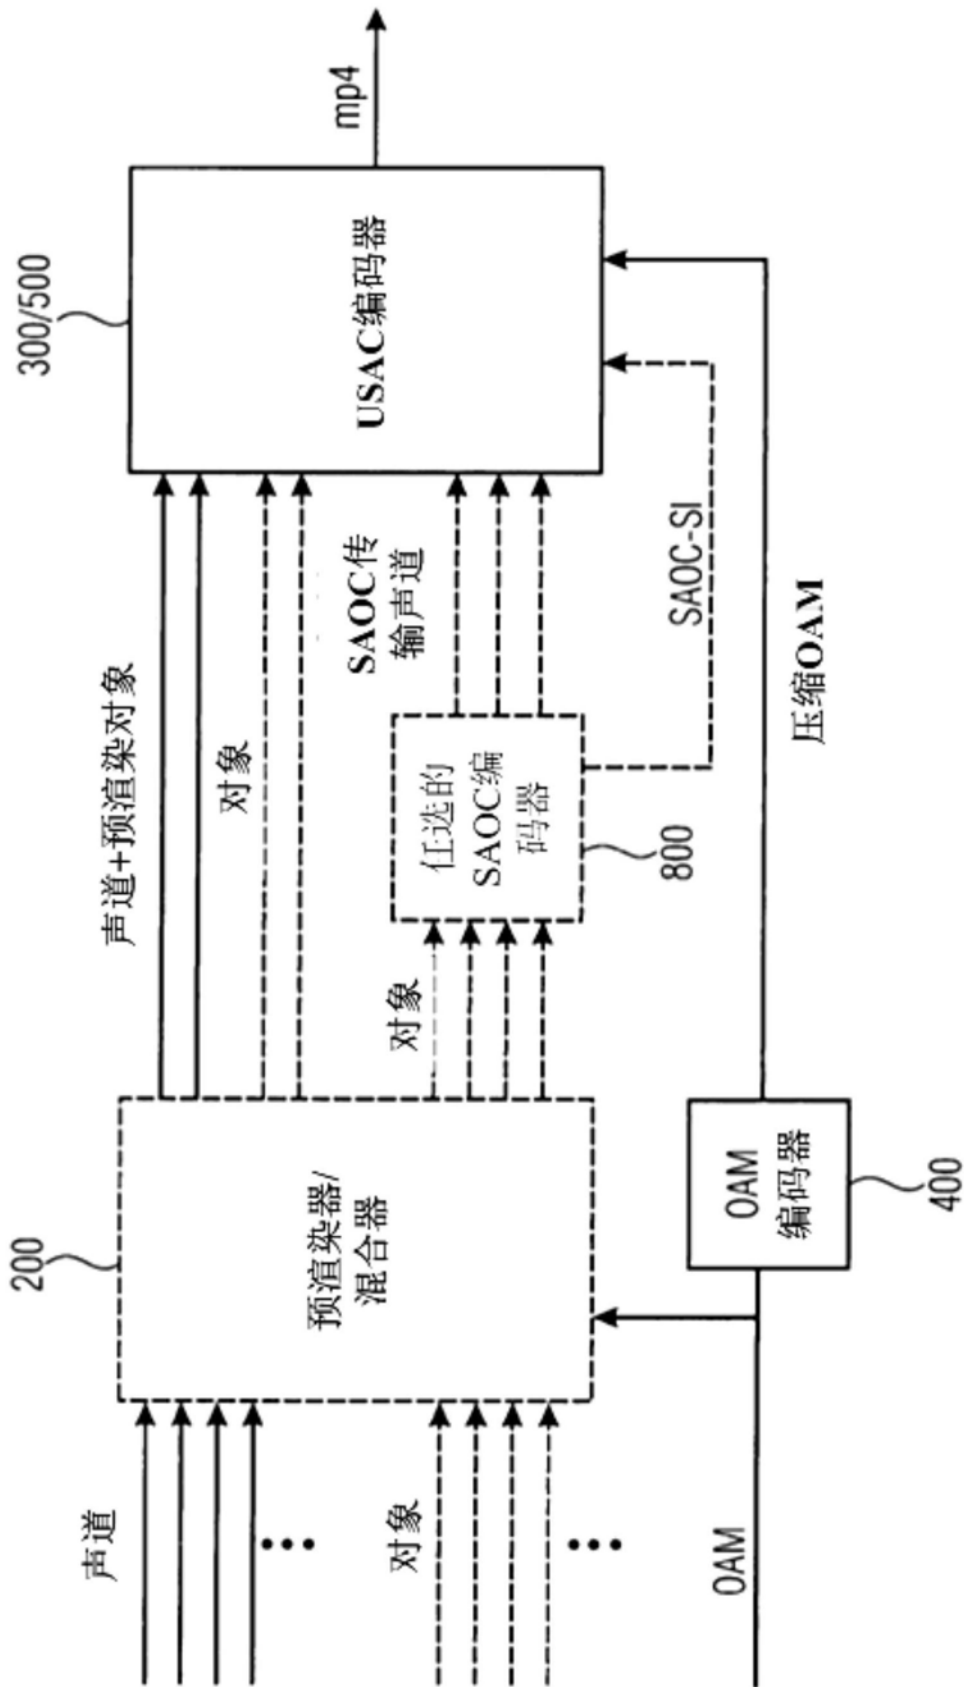 声道
对象
OAM
200
预渲染器/
混合器
OAM
编码器
400
声道+预渲染对象
对象
对象
任选的
SAOC编
码器
800
SAOC传
输声道
SAOC-SI
压缩OAM
300/500
USAC编码器
mp4